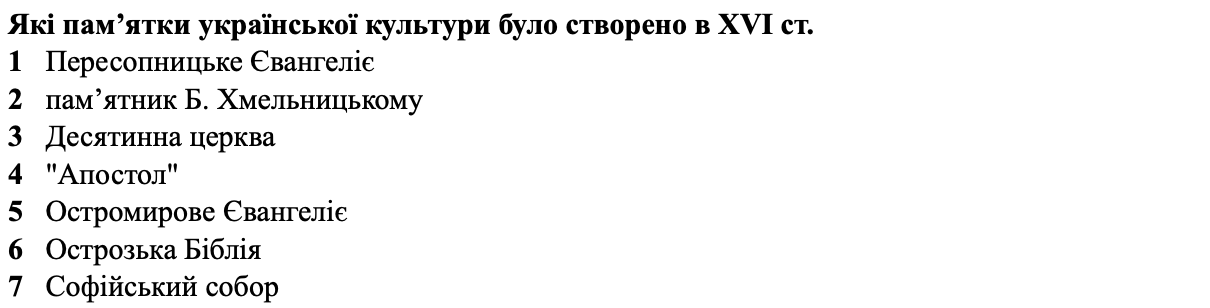 Які пам’ятки української культури було створено в XVI ст.
1 Пересопницьке Євангеліє
2 пам’ятник Б. Хмельницькому
3 Десятинна церква
4 "Апостол"
5 Остромирове Євангеліє
6 Острозька Біблія
7 Софійський собор